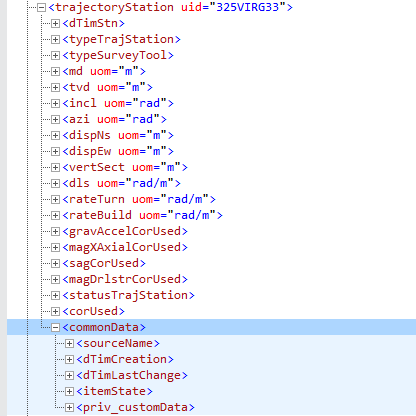 <trajectoryStation uid="325VIRG33">
<dTimStn>
<typeTrajStation>
<typeSurveyTool>
<md uom="m">
<tvd uom="m">
<incl uom="rad">
<azi uom="rad">
<dispNs uom="m">
<dispEw uom="m">
<vertSect uom="m">
<dls uom="rad/m">
<rateTurn uom="rad/m">
<rateBuild uom="rad/m">
<gravAccelCorUsed>
<magXAxialCorUsed>
<sagCorUsed>
<magDrlstrCorUsed>
<statusTrajStation>
<corUsed>
<commonData>
<sourceName>
<dTimCreation>
<dTimLastChange>
<itemState>
<priv_customData>